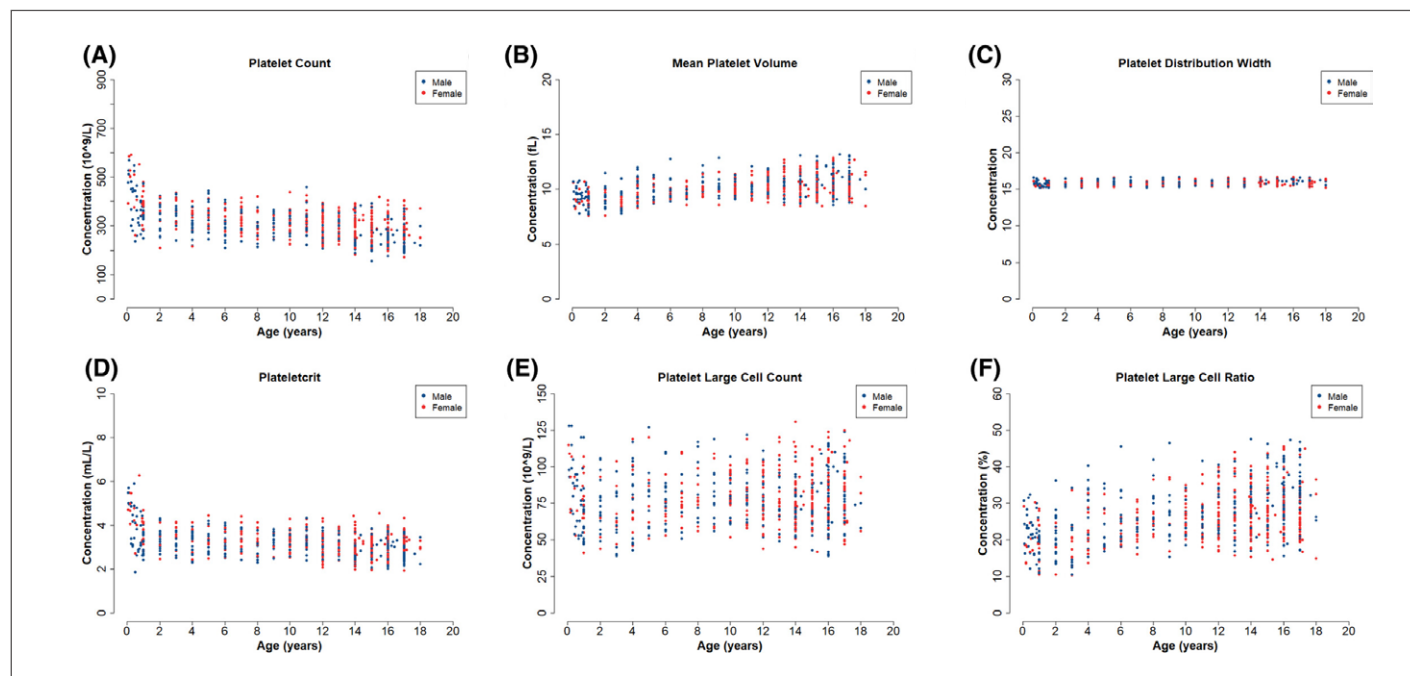 (A)
Platelet Count
Male
Female
Concentration (10^9/L)
100 300 500 700 900
0
0 2 4 6 8 10 12 14 16 18 20
Age (years)
(B)
Mean Platelet Volume
Male
Female
Concentration (fL)
0 5 10 15 20
0 2 4 6 8 10 12 14 16 18 20
Age (years)
(C)
Platelet Distribution Width
Male
Female
Concentration
0 5 10 15 20 25 30
0 2 4 6 8 10 12 14 16 18 20
Age (years)
(D)
Plateletcrit
Male
Female
Concentration (mL/L)
0 2 4 6 8 10
0 2 4 6 8 10 12 14 16 18 20
Age (years)
(E)
Platelet Large Cell Count
Male
Female
Concentration (10^9/L)
0 25 50 75 100 125 150
0 2 4 6 8 10 12 14 16 18 20
Age (years)
(F)
Platelet Large Cell Ratio
Male
Female
Concentration (%)
0 10 20 30 40 50 60
0 2 4 6 8 10 12 14 16 18 20
Age (years)